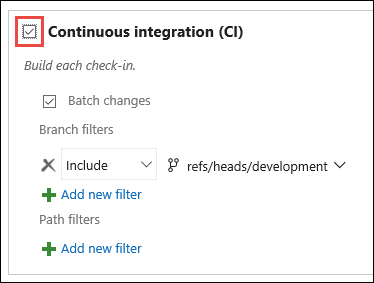 Continuous integration (CI)
Build each check-in.
Batch changes
Branch filters
Include refs/heads/development
Add new filter
Path filters
Add new filter